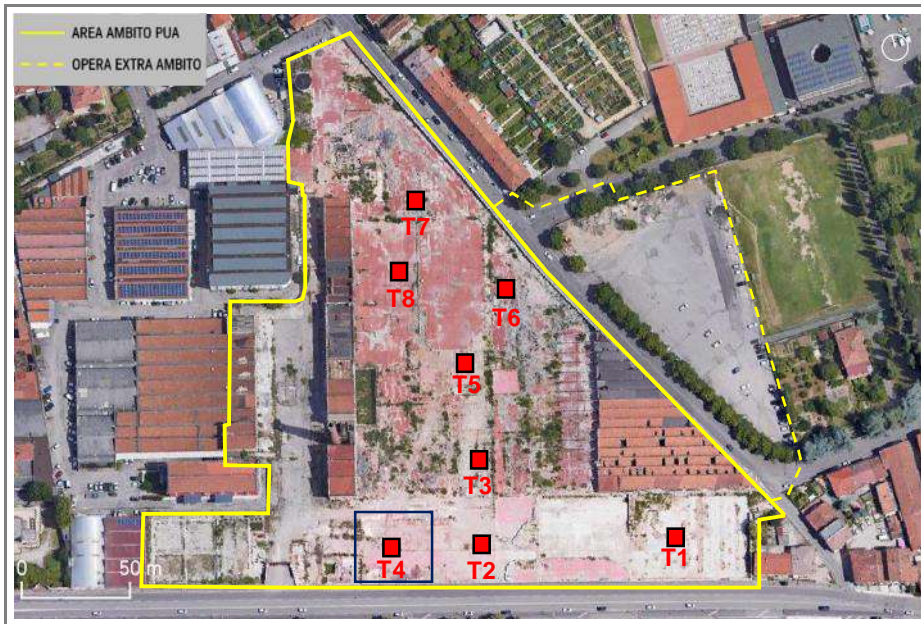 AREA AMBITO PUA
OPERA EXTRA AMBITO
T7
T8
T6
T5
T3
T4
T2
T1
0 50 m